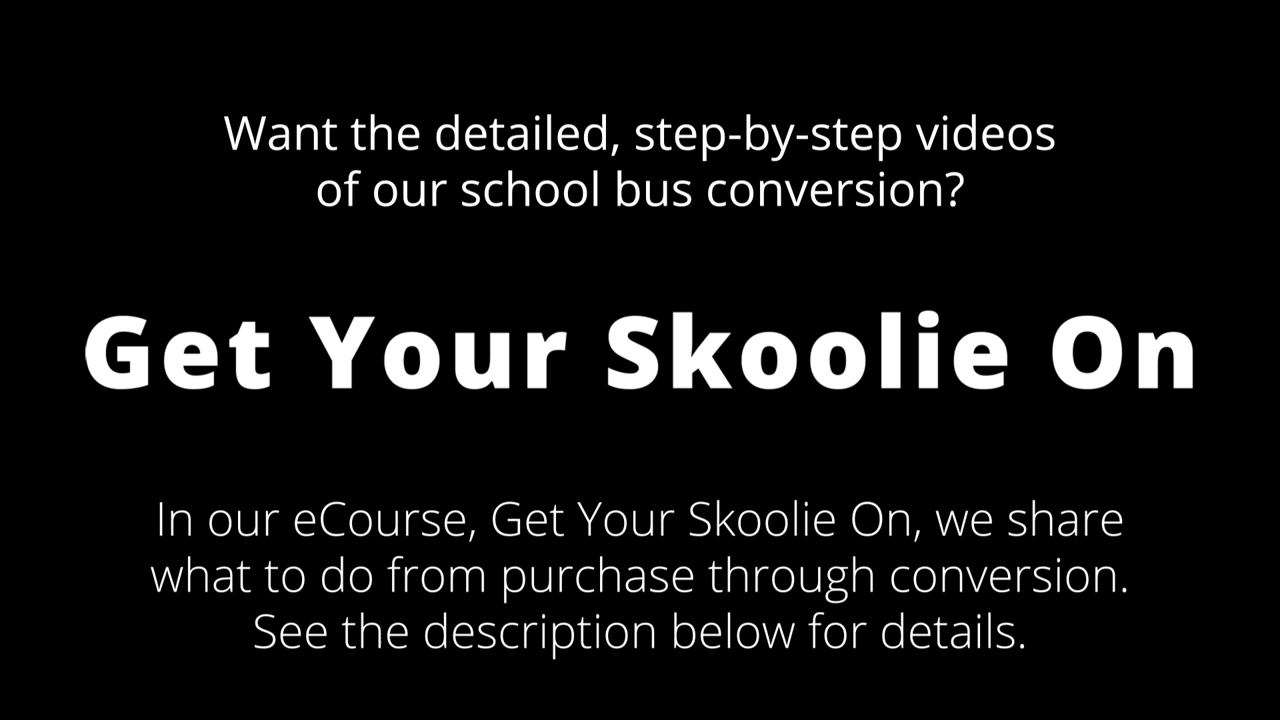 Want the detailed, step-by-step videos
of our school bus conversion?
Get Your Skoolie On
In our eCourse, Get Your Skoolie On, we share
what to do from purchase through conversion.
See the description below for details.